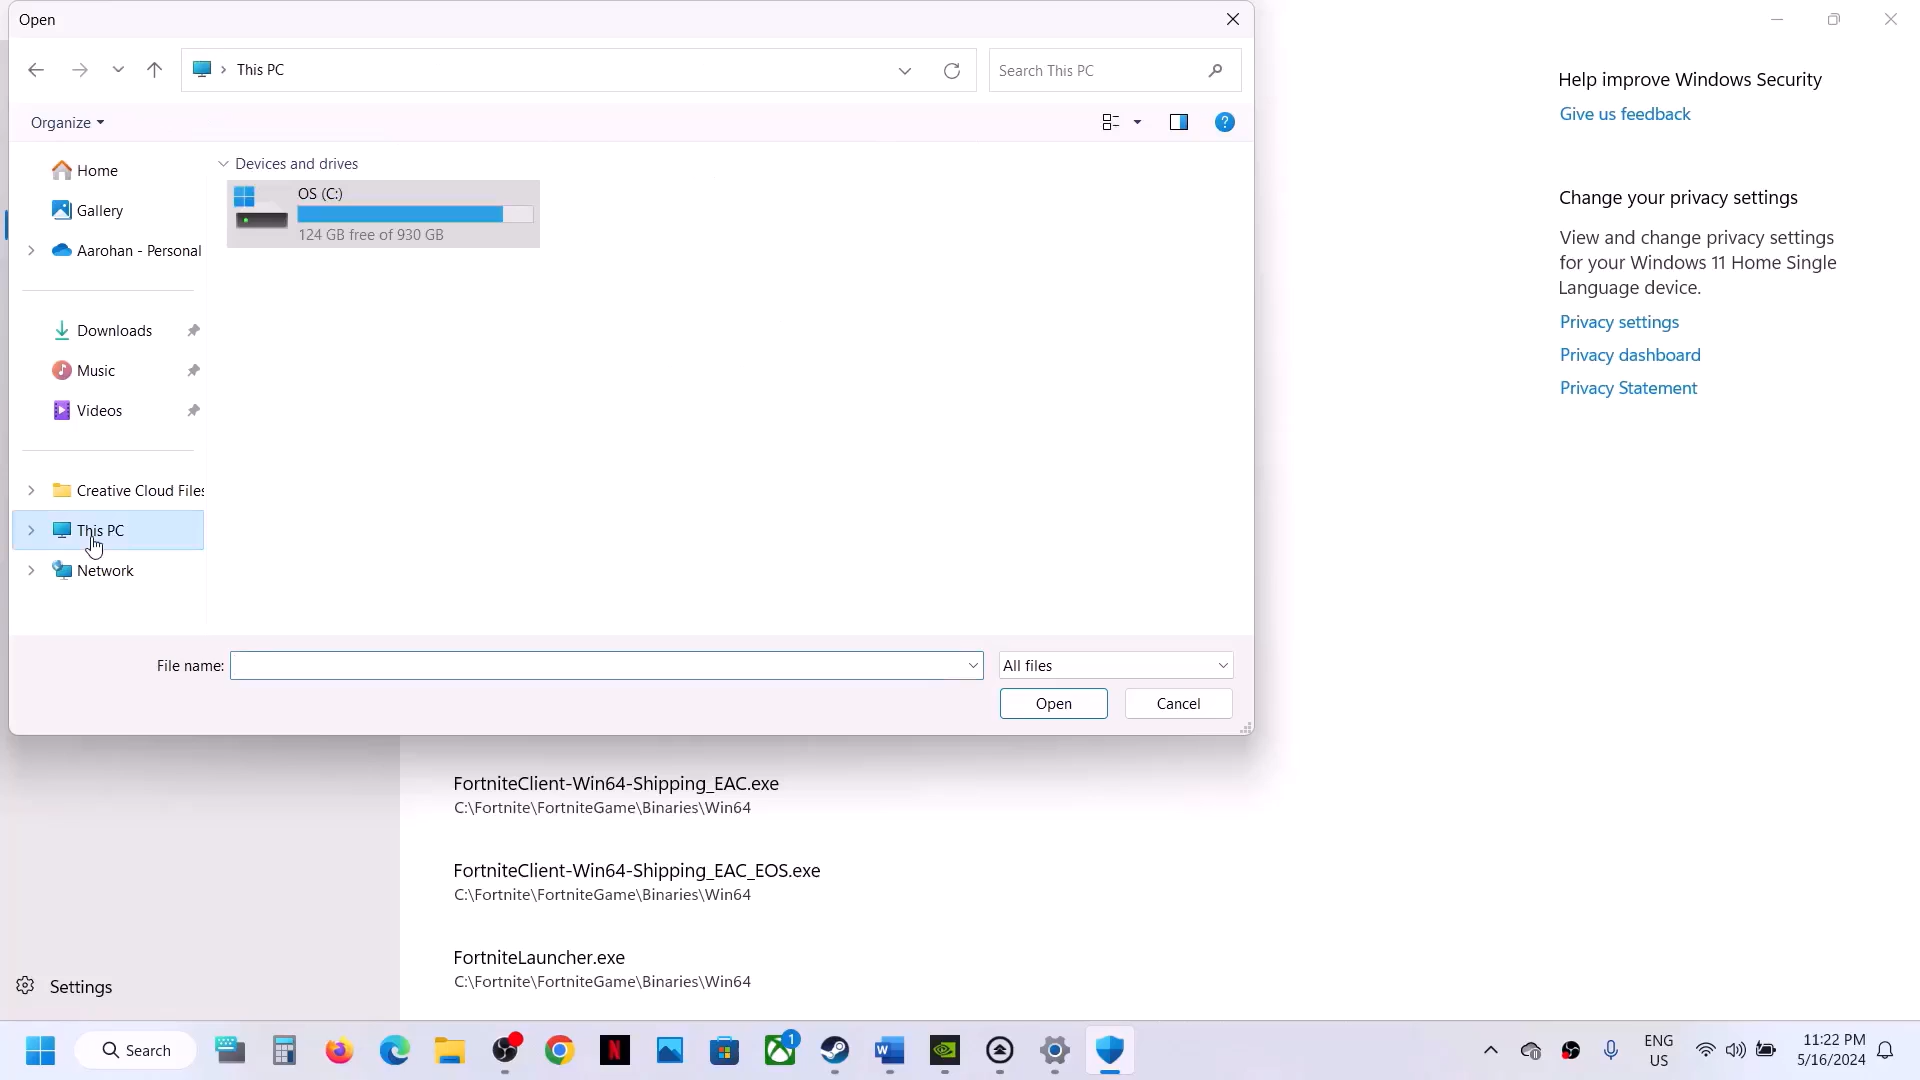 Open
This PC
Search This PC
Organize
Home
Gallery
Aarohan - Personal
Downloads
Music
Videos
Creative Cloud Files
This PC
Network
Devices and drives
OS (C:)
124 GB free of 930 GB
File name:
All files
Open
Cancel
Help improve Windows Security
Give us feedback
Change your privacy settings
View and change privacy settings
for your Windows 11 Home Single
Language device.
Privacy settings
Privacy dashboard
Privacy Statement
FortniteClient-Win64-Shipping_EAC.exe
C:\Fortnite\FortniteGame\Binaries\Win64
FortniteClient-Win64-Shipping_EAC_EOS.exe
C:\Fortnite\FortniteGame\Binaries\Win64
FortniteLauncher.exe
C:\Fortnite\FortniteGame\Binaries\Win64
Settings
Search
1
ENG
US
11:22 PM
5/16/2024